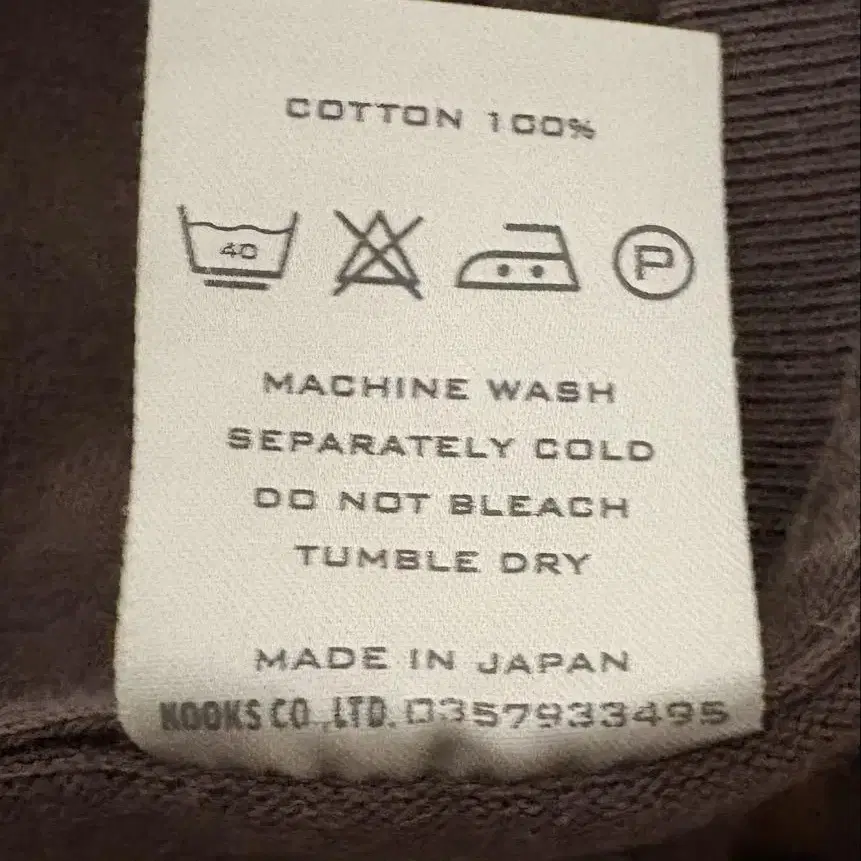 COTTON 100%
40 P
MACHINE WASH
SEPARATELY COLD
DO NOT BLEACH
TUMBLE DRY
MADE IN JAPAN
NOOKS CO.,LTD. 0357933495